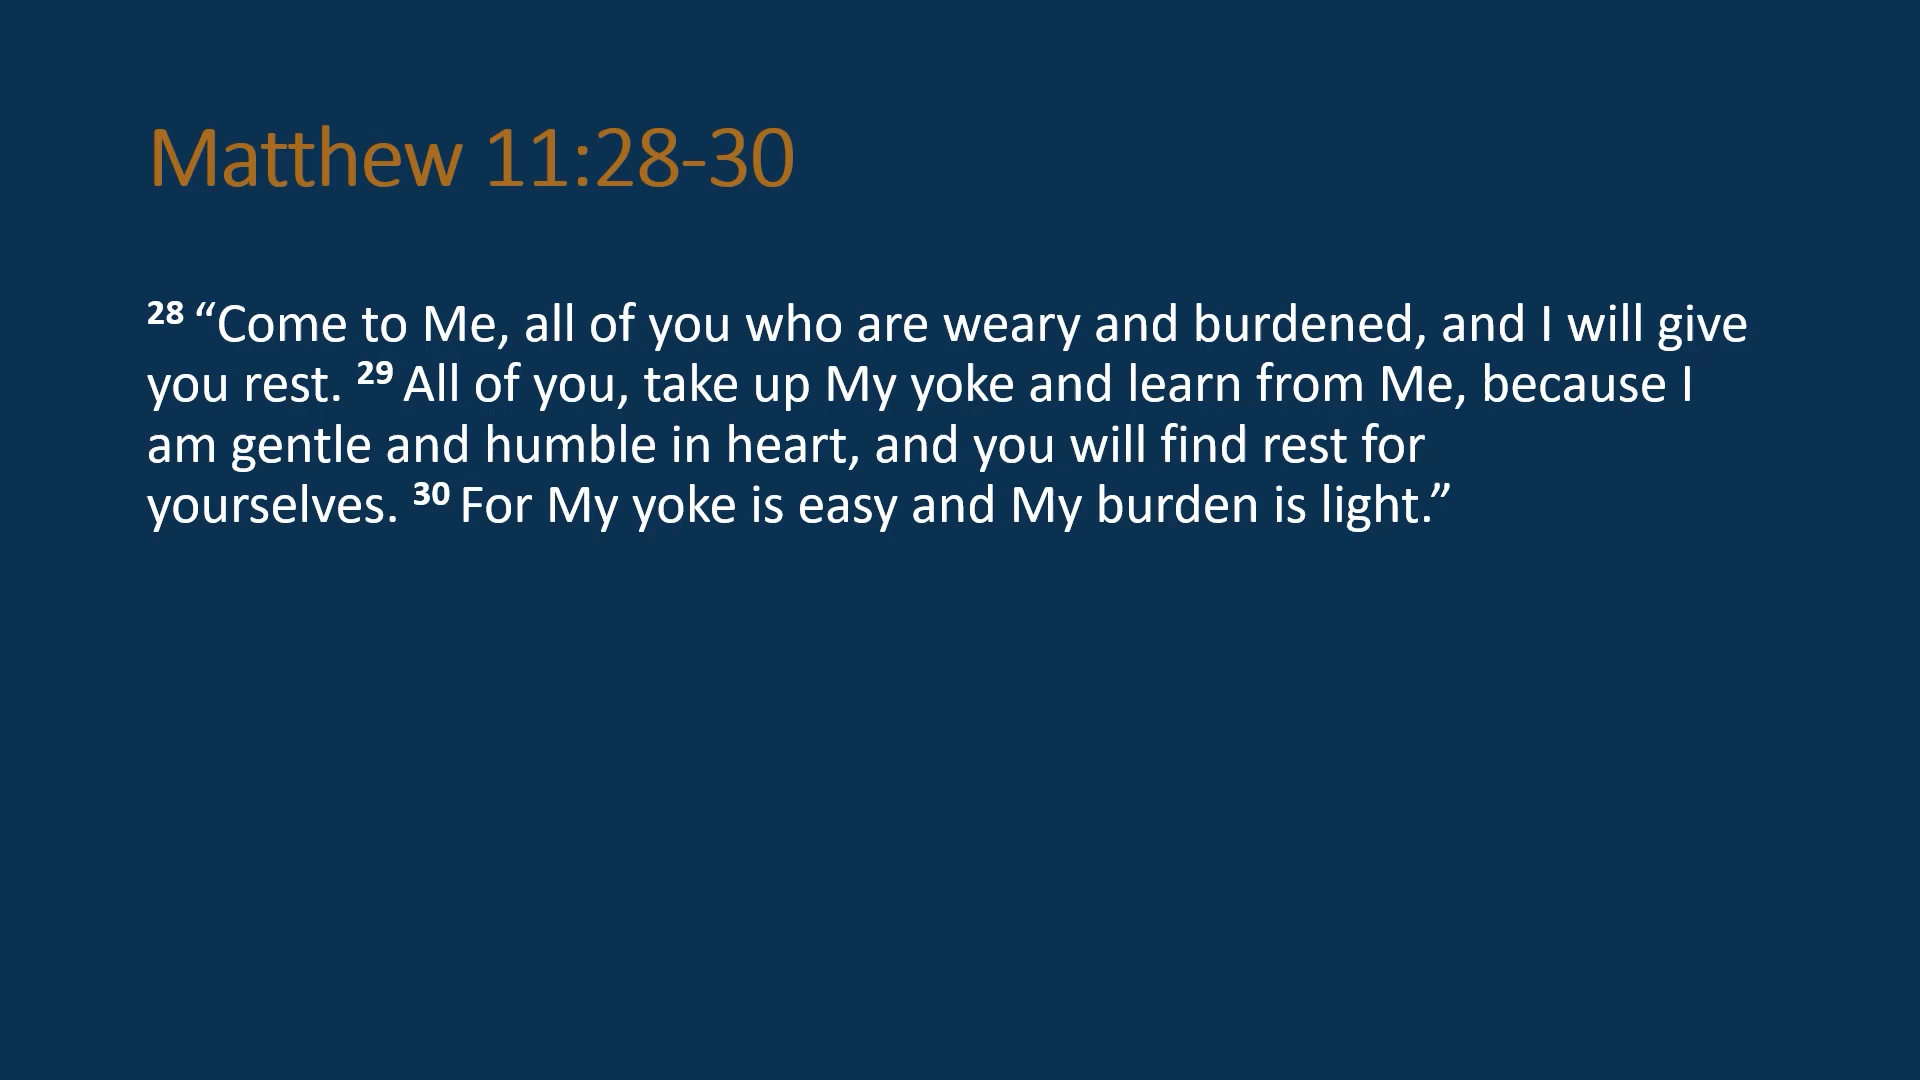 Matthew 11:28-30
28 “Come to Me, all of you who are weary and burdened, and I will give
you rest. 29 All of you, take up My yoke and learn from Me, because I
am gentle and humble in heart, and you will find rest for
yourselves. 30 For My yoke is easy and My burden is light.”